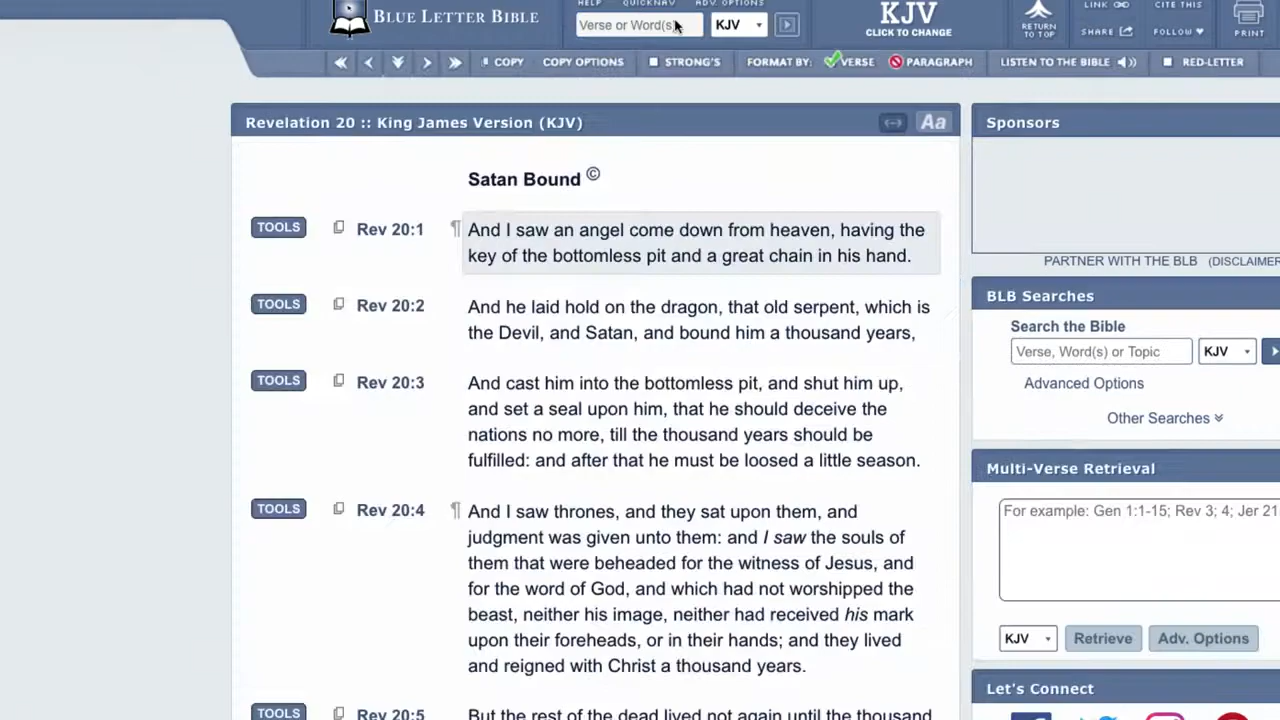 HELP QUICKNAV ADV. OPTIONS
BLUE LETTER BIBLE
Verse or Word(s)
KJV
KJV
CLICK TO CHANGE
RETURN
TO TOP
LINK
CITE THIS
SHARE
FOLLOW
PRINT
COPY
COPY OPTIONS
STRONG'S
FORMAT BY:
VERSE
PARAGRAPH
LISTEN TO THE BIBLE
RED-LETTER
Revelation 20 :: King James Version (KJV)
Aa
Satan Bound ©
TOOLS Rev 20:1 ¶ And I saw an angel come down from heaven, having the
key of the bottomless pit and a great chain in his hand.
TOOLS Rev 20:2 And he laid hold on the dragon, that old serpent, which is
the Devil, and Satan, and bound him a thousand years,
TOOLS Rev 20:3 And cast him into the bottomless pit, and shut him up,
and set a seal upon him, that he should deceive the
nations no more, till the thousand years should be
fulfilled: and after that he must be loosed a little season.
TOOLS Rev 20:4 ¶ And I saw thrones, and they sat upon them, and
judgment was given unto them: and I saw the souls of
them that were beheaded for the witness of Jesus, and
for the word of God, and which had not worshipped the
beast, neither his image, neither had received his mark
upon their foreheads, or in their hands; and they lived
and reigned with Christ a thousand years.
TOOLS Rev 20:5 But the rest of the dead lived not again until the thousand
Sponsors
PARTNER WITH THE BLB (DISCLAIMER
BLB Searches
Search the Bible
Verse, Word(s) or Topic
KJV
Advanced Options
Other Searches
Multi-Verse Retrieval
For example: Gen 1:1-15; Rev 3; 4; Jer 21
KJV
Retrieve
Adv. Options
Let's Connect